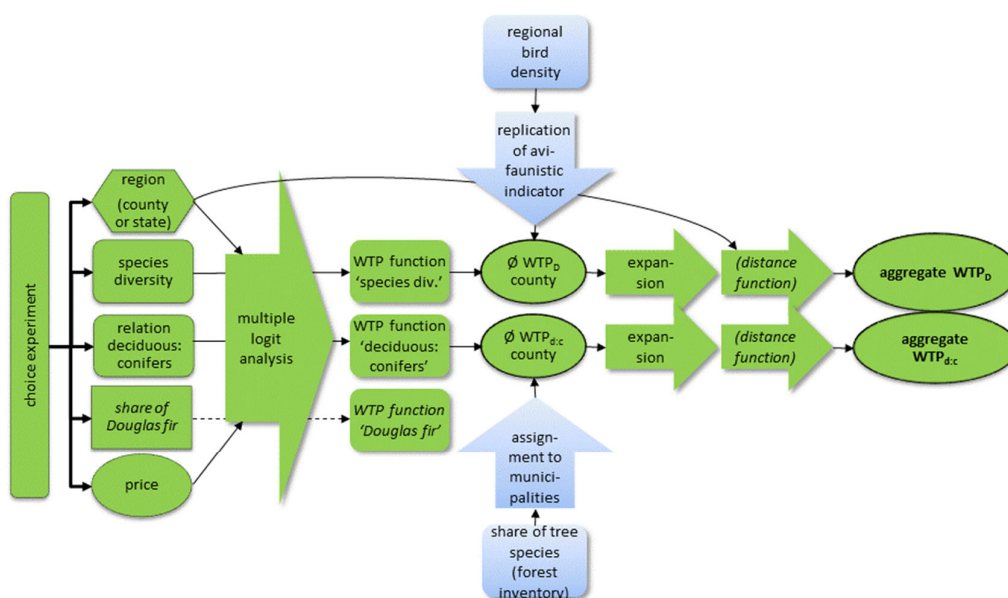 regional
bird
density
replication
of avi-
faunistic
indicator
region
(county
or state)
choice experiment
species
diversity
relation
deciduous:
conifers
share of
Douglas fir
price
multiple
logit
analysis
WTP function
‘species div.’
WTP function
‘deciduous:
conifers’
WTP function
‘Douglas fir’
Ø WTP_D
county
Ø WTP_d:c
county
expan-
sion
(distance
function)
aggregate WTP_D
expan-
sion
(distance
function)
aggregate
WTP_d:c
assign-
ment to
munici-
palities
share of tree
species
(forest
inventory)